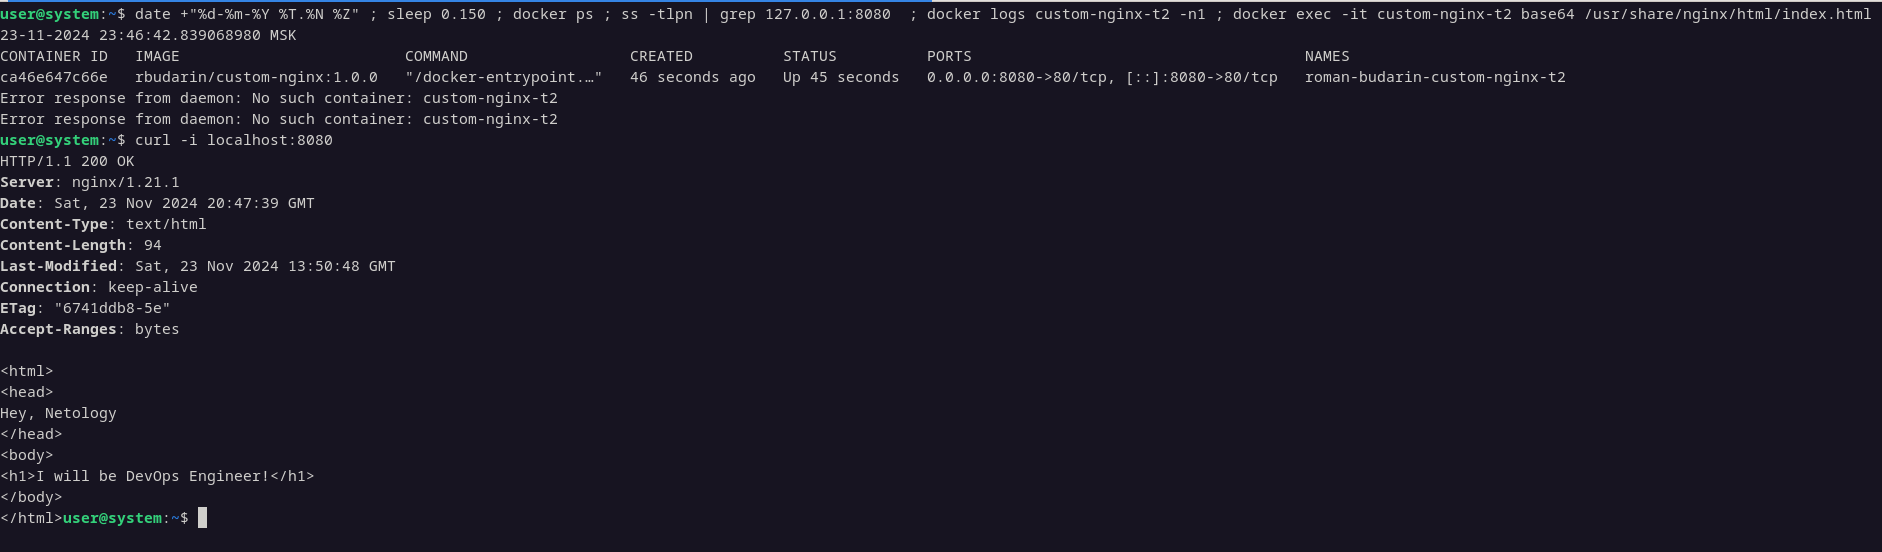 user@system:~$ date +"%d-%m-%Y %T.%N %Z" ; sleep 0.150 ; docker ps ; ss -tlpn | grep 127.0.0.1:8080  ; docker logs custom-nginx-t2 -n1 ; docker exec -it custom-nginx-t2 base64 /usr/share/nginx/html/index.html
23-11-2024 23:46:42.839068980 MSK
CONTAINER ID   IMAGE                         COMMAND                  CREATED          STATUS          PORTS                                     NAMES
ca46e647c66e   rbudarin/custom-nginx:1.0.0   "/docker-entrypoint.…"   46 seconds ago   Up 45 seconds   0.0.0.0:8080->80/tcp, [::]:8080->80/tcp   roman-budarin-custom-nginx-t2
Error response from daemon: No such container: custom-nginx-t2
Error response from daemon: No such container: custom-nginx-t2
user@system:~$ curl -i localhost:8080
HTTP/1.1 200 OK
Server: nginx/1.21.1
Date: Sat, 23 Nov 2024 20:47:39 GMT
Content-Type: text/html
Content-Length: 94
Last-Modified: Sat, 23 Nov 2024 13:50:48 GMT
Connection: keep-alive
ETag: "6741ddb8-5e"
Accept-Ranges: bytes

<html>
<head>
Hey, Netology
</head>
<body>
<h1>I will be DevOps Engineer!</h1>
</body>
</html>user@system:~$